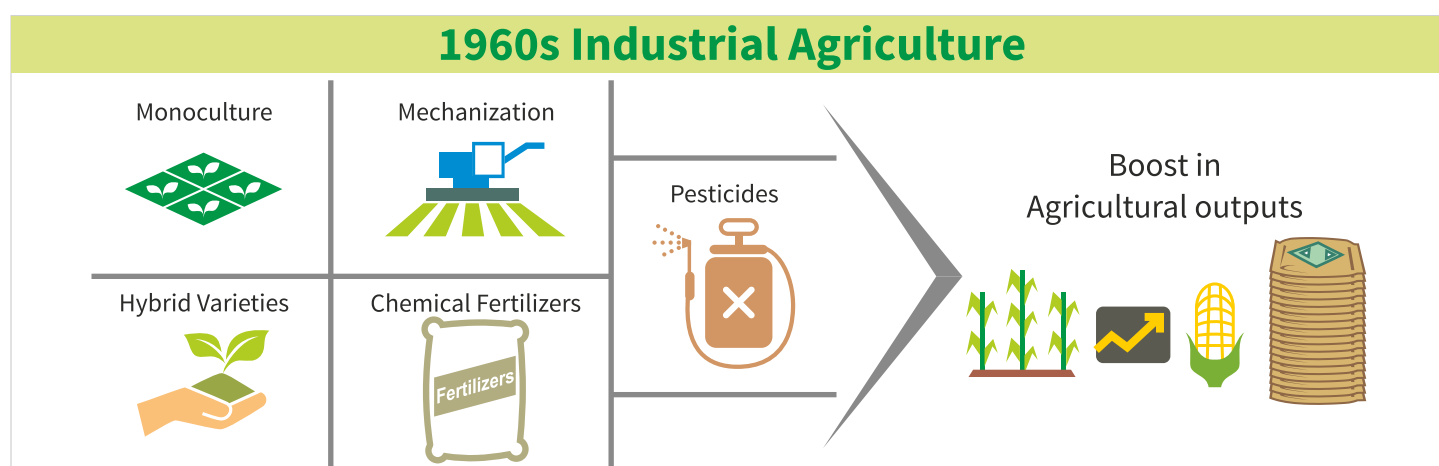 1960s Industrial Agriculture
Monoculture
Mechanization
Pesticides
Hybrid Varieties
Chemical Fertilizers
Fertilizers
Boost in
Agricultural outputs